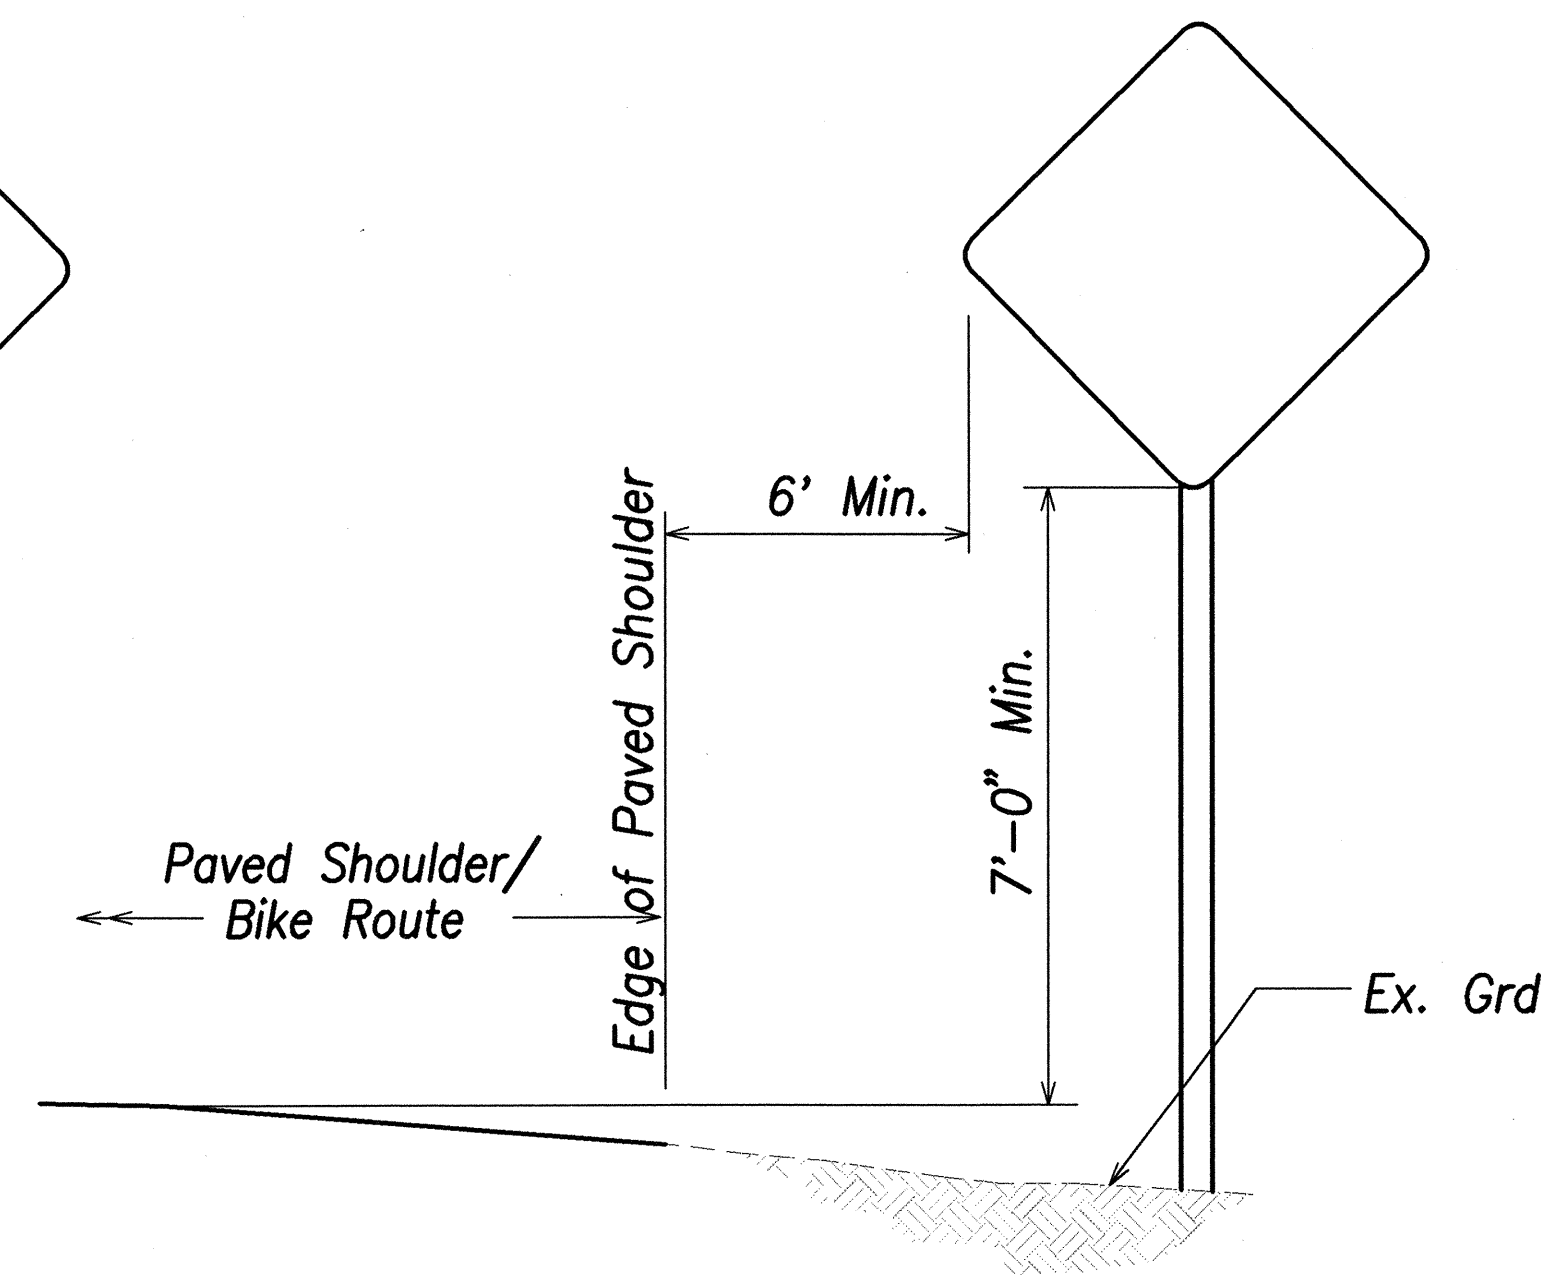 6' Min.
Edge of Paved Shoulder
7'-0" Min.
Paved Shoulder/
Bike Route
Ex. Grd